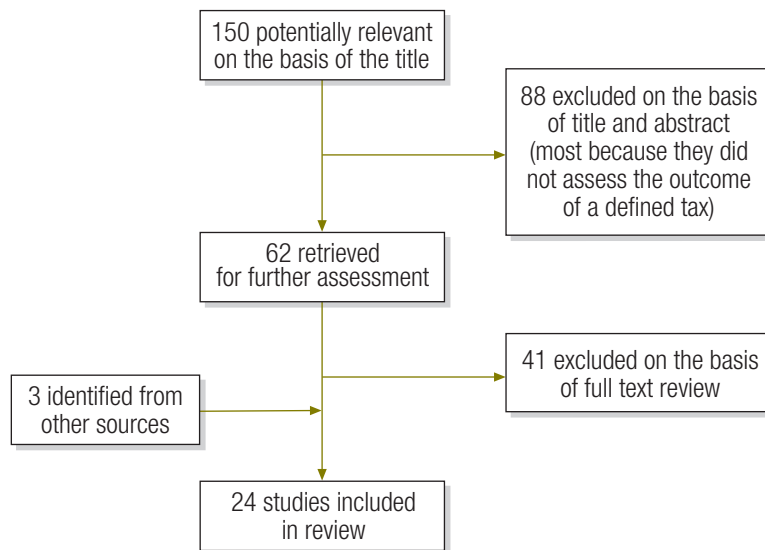 150 potentially relevant
on the basis of the title
88 excluded on the basis
of title and abstract
(most because they did
not assess the outcome
of a defined tax)
62 retrieved
for further assessment
41 excluded on the basis
of full text review
3 identified from
other sources
24 studies included
in review